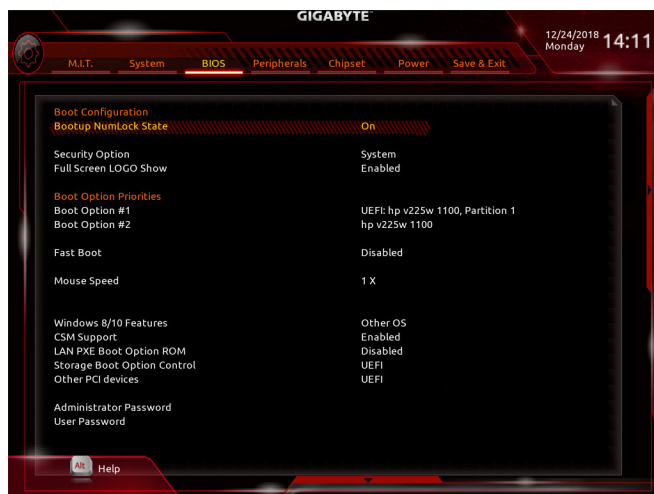 GIGABYTE™
12/24/2018 14:11
Monday
M.I.T. System BIOS Peripherals Chipset Power Save & Exit
Boot Configuration
Bootup NumLock State On
Security Option System
Full Screen LOGO Show Enabled
Boot Option Priorities
Boot Option #1 UEFI: hp v225w 1100, Partition 1
Boot Option #2 hp v225w 1100
Fast Boot Disabled
Mouse Speed 1 X
Windows 8/10 Features Other OS
CSM Support Enabled
LAN PXE Boot Option ROM Disabled
Storage Boot Option Control UEFI
Other PCI devices UEFI
Administrator Password
User Password
Alt Help